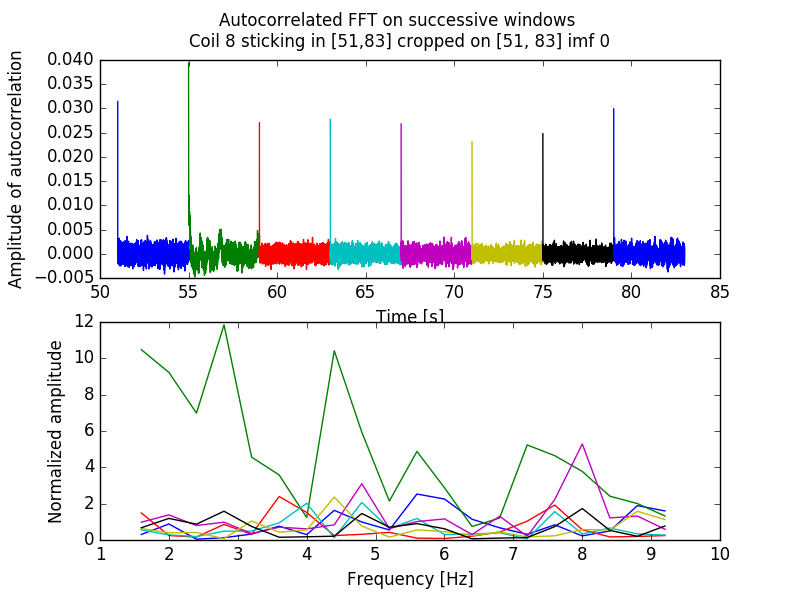 Autocorrelated FFT on successive windows
Coil 8 sticking in [51,83] cropped on [51, 83] imf 0
Amplitude of autocorrelation
0.040
0.035
0.030
0.025
0.020
0.015
0.010
0.005
0.000
−0.005
50 55 60 65 70 75 80 85
Time [s]
Normalized amplitude
12
10
8
6
4
2
0
1 2 3 4 5 6 7 8 9 10
Frequency [Hz]